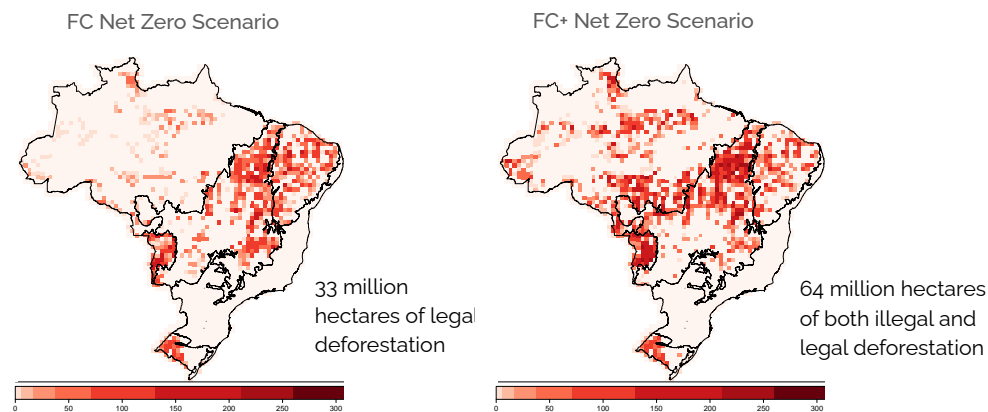 FC Net Zero Scenario
FC+ Net Zero Scenario
33 million
hectares of legal
deforestation
64 million hectares
of both illegal and
legal deforestation
0 50 100 150 200 250 300
0 50 100 150 200 250 300